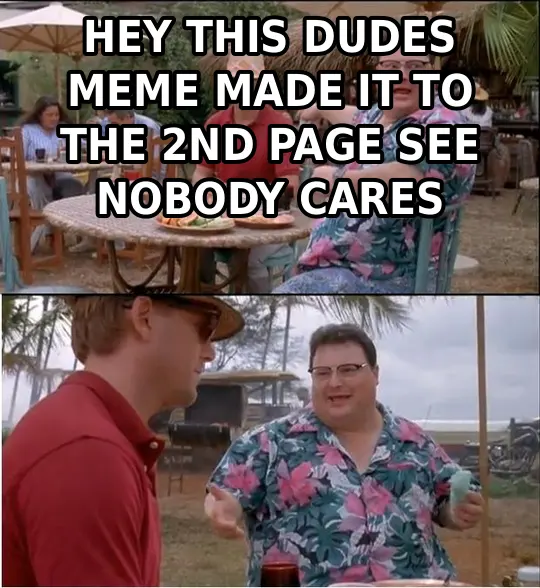 HEY THIS DUDES
MEME MADE IT TO
THE 2ND PAGE SEE
NOBODY CARES